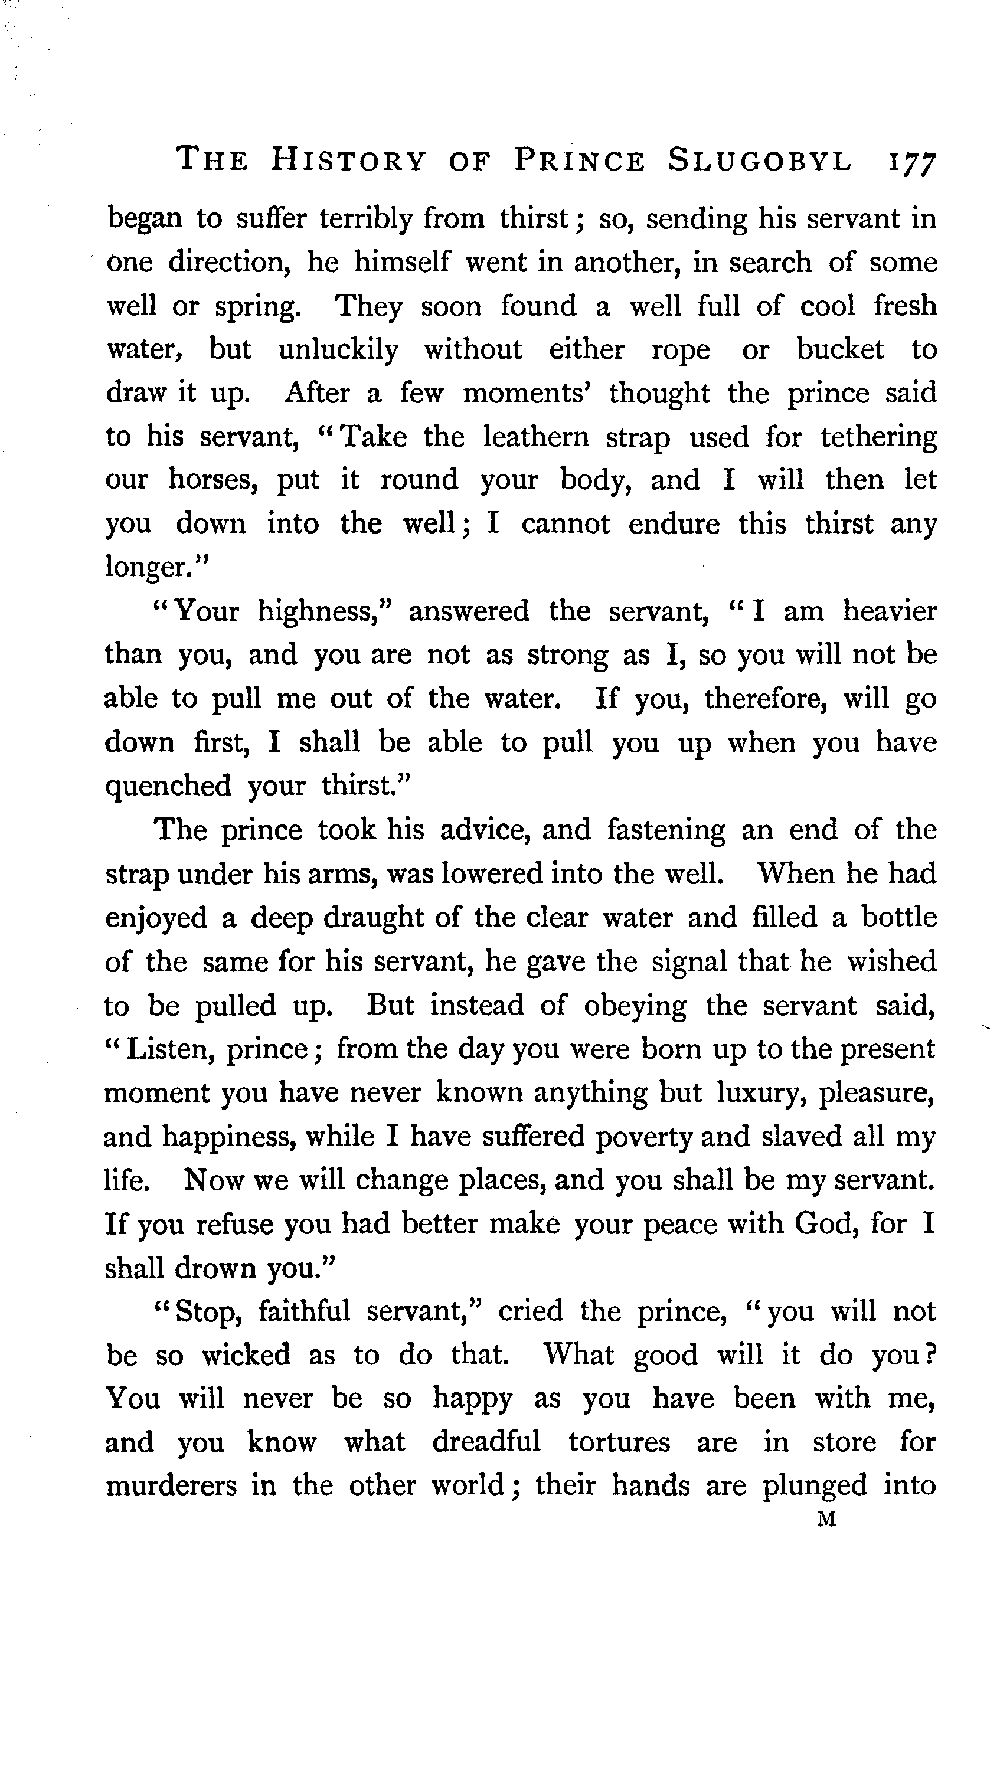 THE HISTORY OF PRINCE SLUGOBYL 177
began to suffer terribly from thirst; so, sending his servant in
one direction, he himself went in another, in search of some
well or spring. They soon found a well full of cool fresh
water, but unluckily without either rope or bucket to
draw it up. After a few moments' thought the prince said
to his servant, "Take the leathern strap used for tethering
our horses, put it round your body, and I will then let
you down into the well; I cannot endure this thirst any
longer."
"Your highness," answered the servant, "I am heavier
than you, and you are not as strong as I, so you will not be
able to pull me out of the water. If you, therefore, will go
down first, I shall be able to pull you up when you have
quenched your thirst."
The prince took his advice, and fastening an end of the
strap under his arms, was lowered into the well. When he had
enjoyed a deep draught of the clear water and filled a bottle
of the same for his servant, he gave the signal that he wished
to be pulled up. But instead of obeying the servant said,
"Listen, prince; from the day you were born up to the present
moment you have never known anything but luxury, pleasure,
and happiness, while I have suffered poverty and slaved all my
life. Now we will change places, and you shall be my servant.
If you refuse you had better make your peace with God, for I
shall drown you."
"Stop, faithful servant," cried the prince, "you will not
be so wicked as to do that. What good will it do you?
You will never be so happy as you have been with me,
and you know what dreadful tortures are in store for
murderers in the other world; their hands are plunged into
M